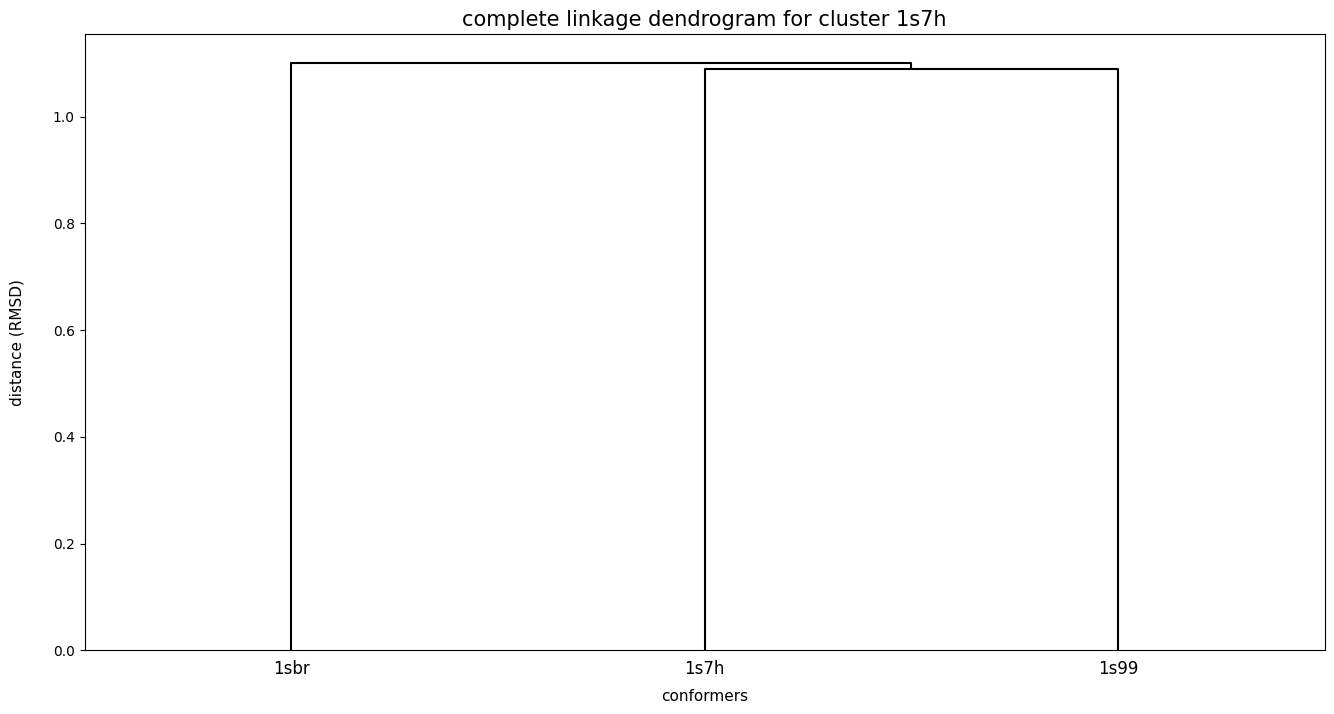 complete linkage dendrogram for cluster 1s7h
1.0
0.8
0.6
0.4
0.2
0.0
distance (RMSD)
1sbr 1s7h 1s99
conformers